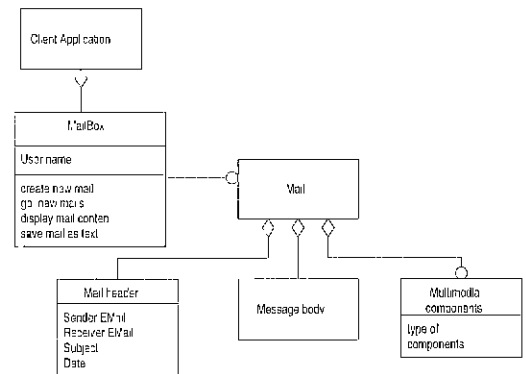 Client Application
MailBox
User name
create new mail
get new mails
display mail conten
save mail as text
Mail
Mail header
Sender EMail
Receiver EMail
Subject
Date
Message body
Multimedia
components
type of
components